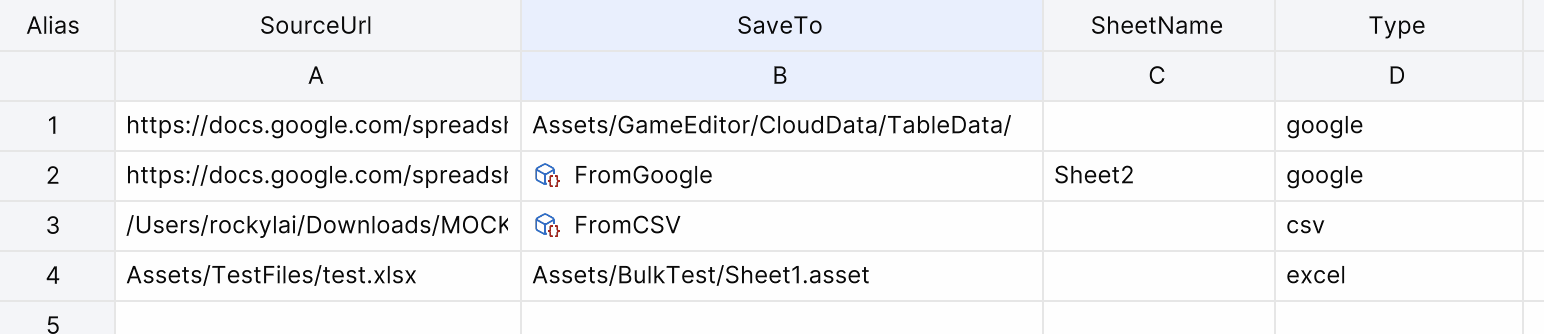 Alias SourceUrl SaveTo SheetName Type
A B C D
1 https://docs.google.com/spreadsh Assets/GameEditor/CloudData/TableData/ google
2 https://docs.google.com/spreadsh FromGoogle Sheet2 google
3 /Users/rockylai/Downloads/MOCK FromCSV csv
4 Assets/TestFiles/test.xlsx Assets/BulkTest/Sheet1.asset excel
5